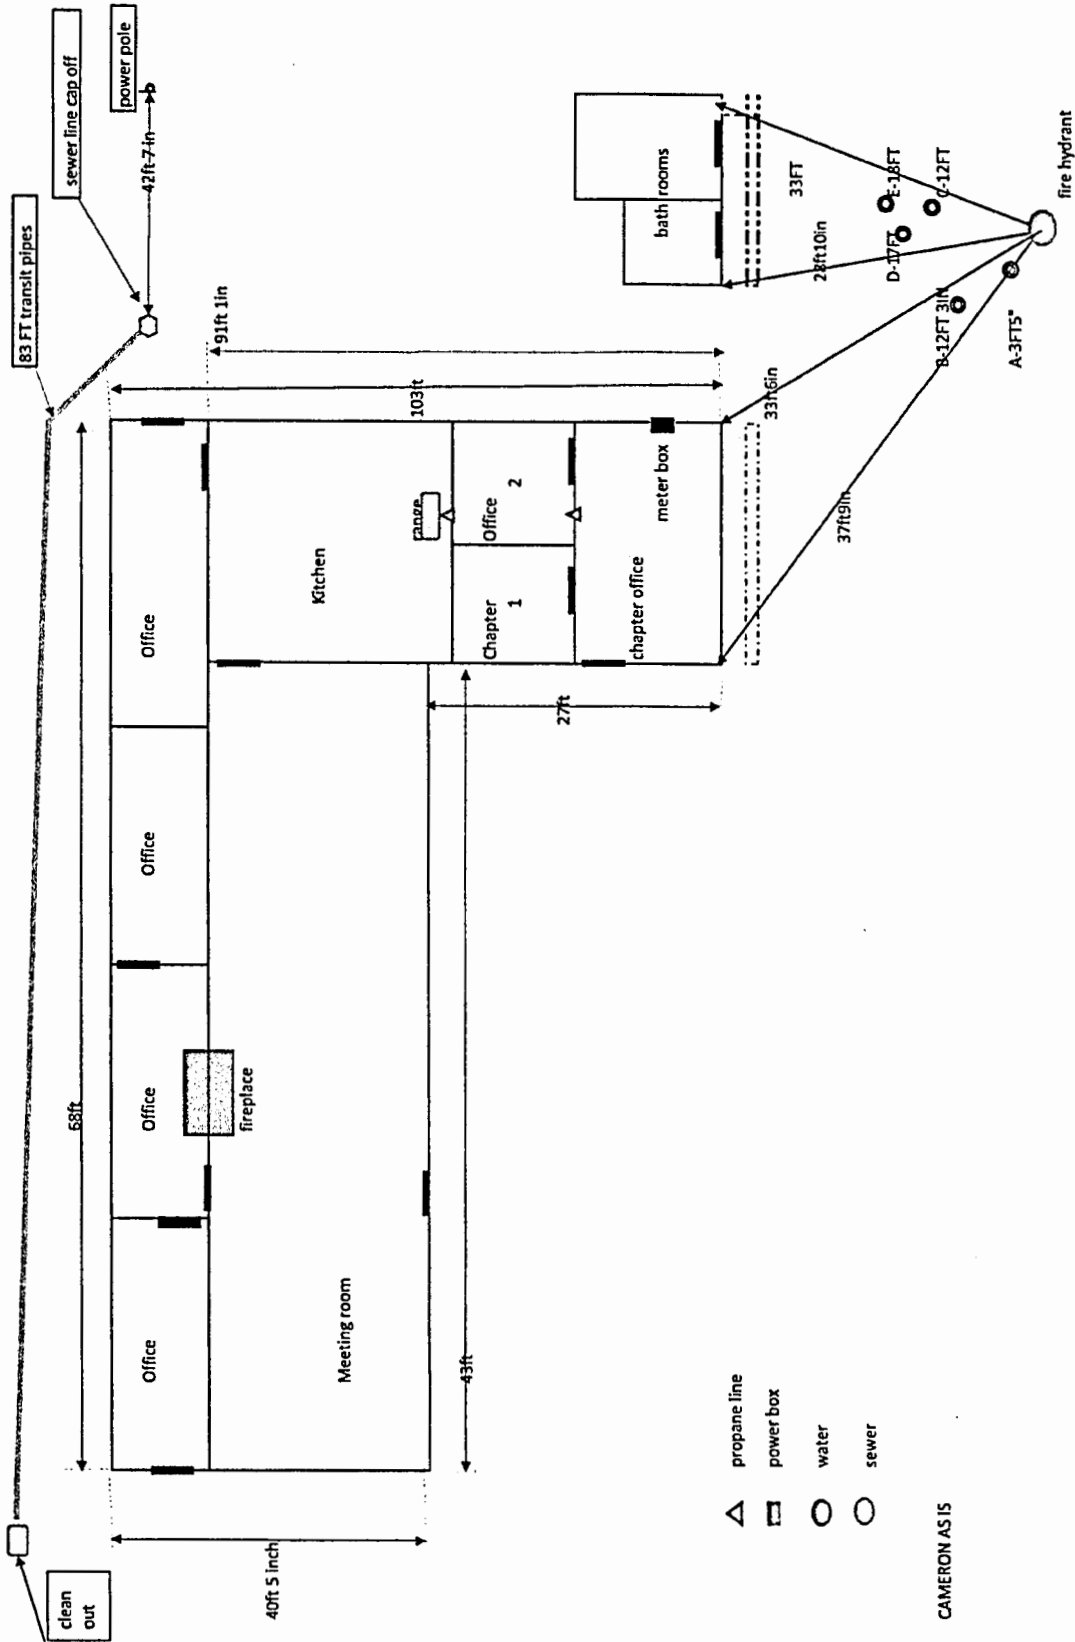 clean
out
83 FT transit pipes
sewer line cap off
power pole
42ft 7 in
68ft
40ft 5 inch
Office
Office
Office
Office
103ft
91ft 1in
fireplace
Kitchen
range
Meeting room
43ft
27ft
Chapter
1
Office
2
chapter office
meter box
bath rooms
33ft6in
37ft9in
28ft10in
33FT
D-17FT
E-18FT
C-12FT
B-12FT 3IN
A-3FT5"
fire hydrant
propane line
power box
water
sewer
CAMERON AS IS